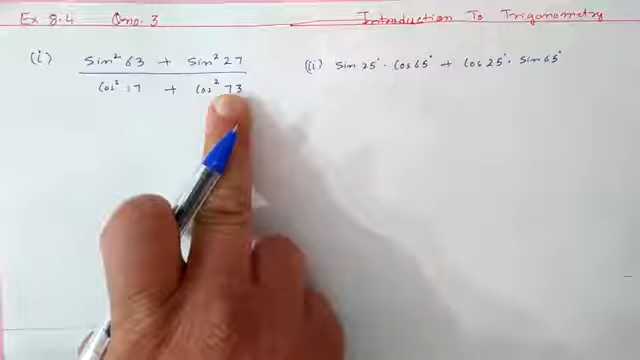 Ex 8.4 Qno. 3 Introduction To Trigonometry
(i) Sin² 63 + Sin² 27
Cos² 17 + Cos² 73
(ii) Sin 25° · Cos 65° + Cos 25° · Sin 65°